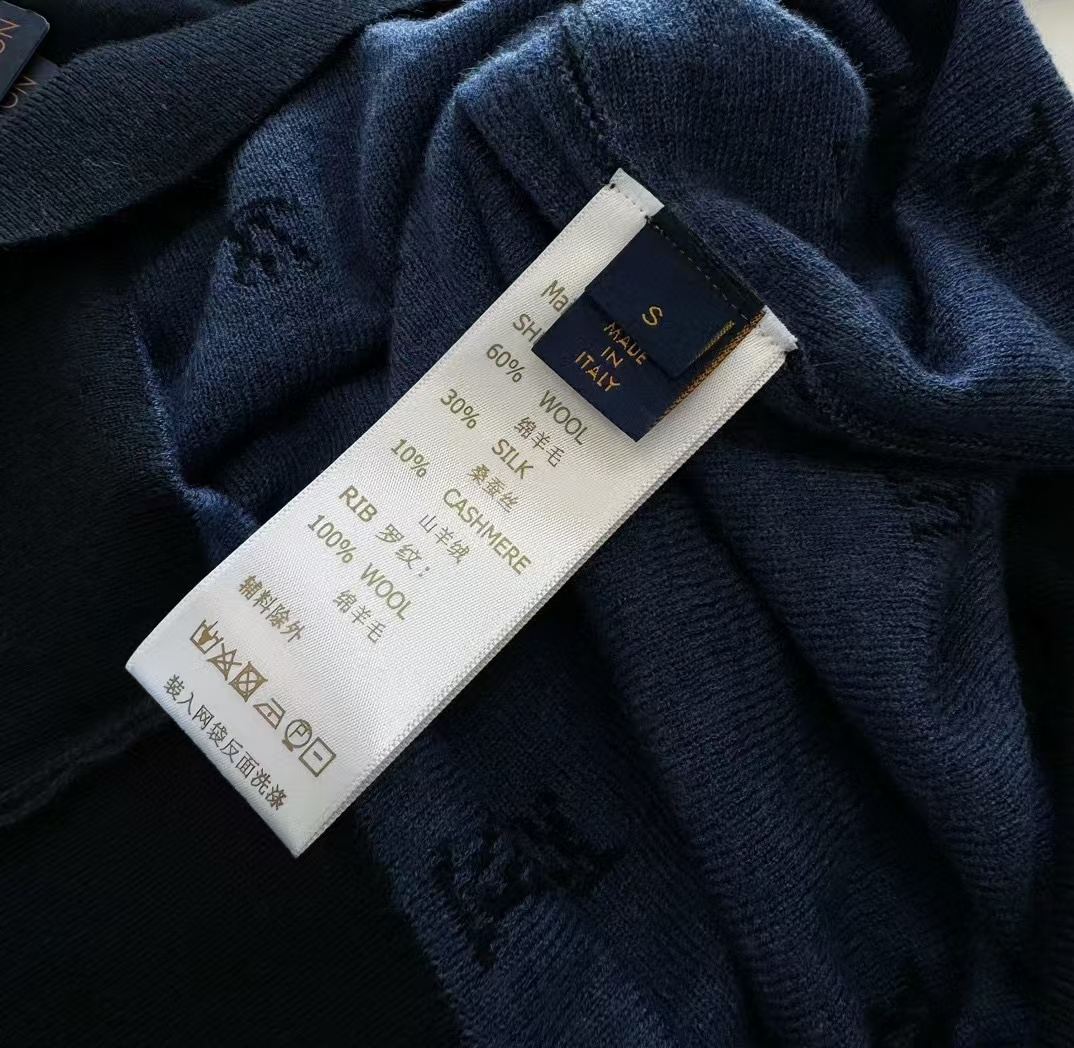 S
MADE
IN
ITALY
60% WOOL
绵羊毛
30% SILK
桑蚕丝
10% CASHMERE
山羊绒
RIB 罗纹:
100% WOOL
绵羊毛
辅料除外
P
装入网袋反面洗涤